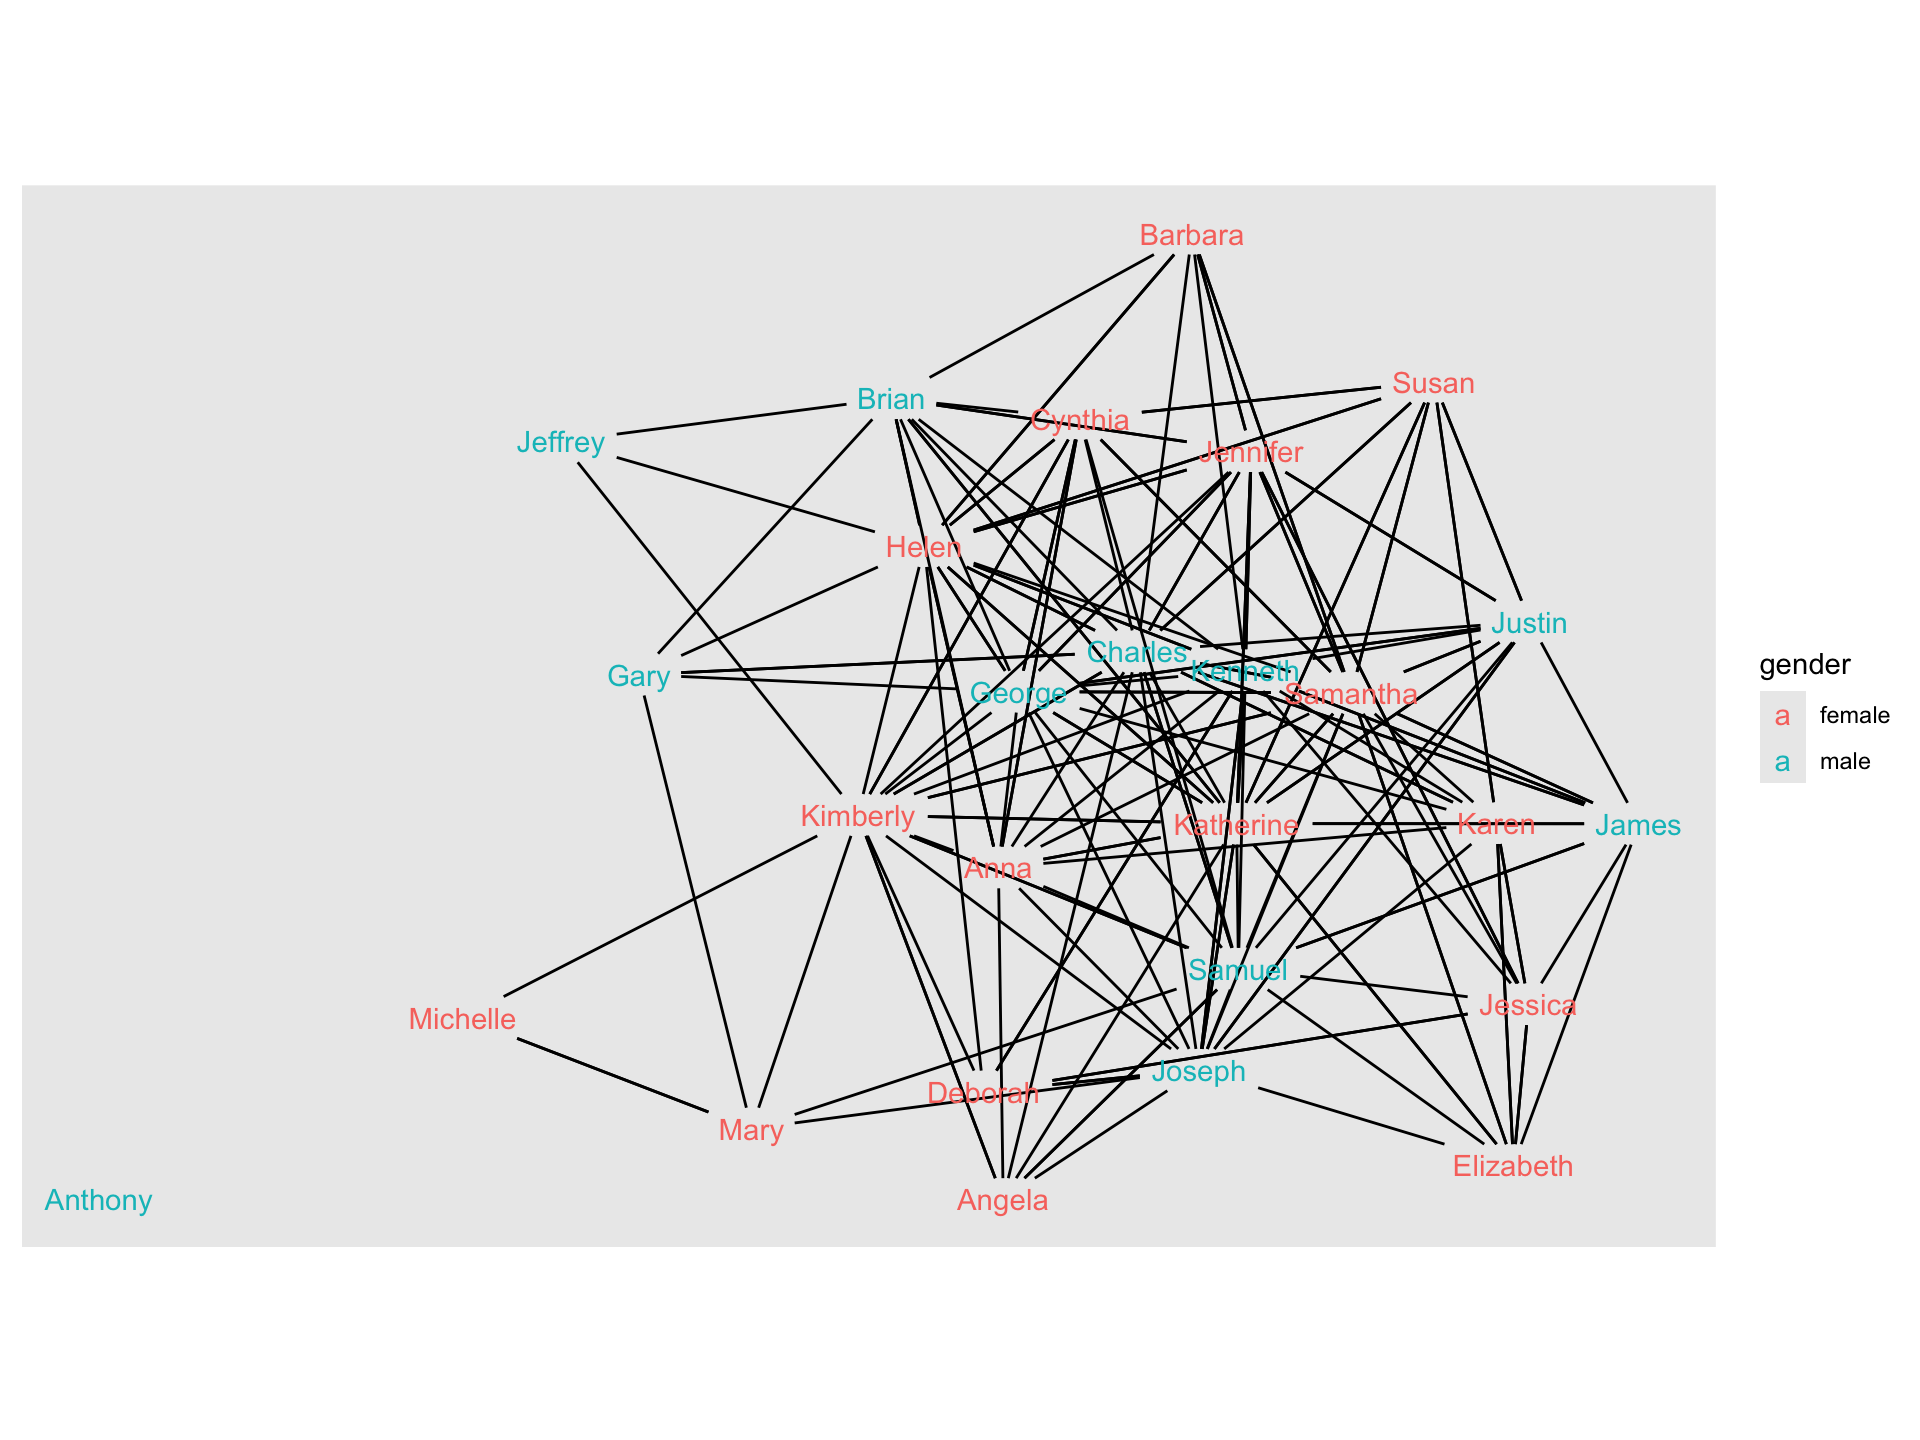 Barbara
Susan
Brian
Cynthia
Jeffrey
Jennifer
Helen
Justin
Charles
Kenneth
Gary
George
Samantha
gender
a female
a male
Kimberly
Katherine
Karen
James
Anna
Samuel
Jessica
Michelle
Joseph
Deborah
Mary
Elizabeth
Anthony
Angela